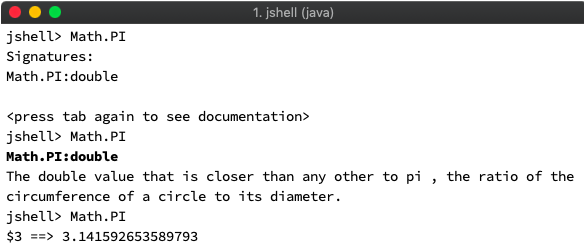 1. jshell (java)
jshell> Math.PI
Signatures:
Math.PI:double
<press tab again to see documentation>
jshell> Math.PI
Math.PI:double
The double value that is closer than any other to pi , the ratio of the
circumference of a circle to its diameter.
jshell> Math.PI
$3 ==> 3.141592653589793